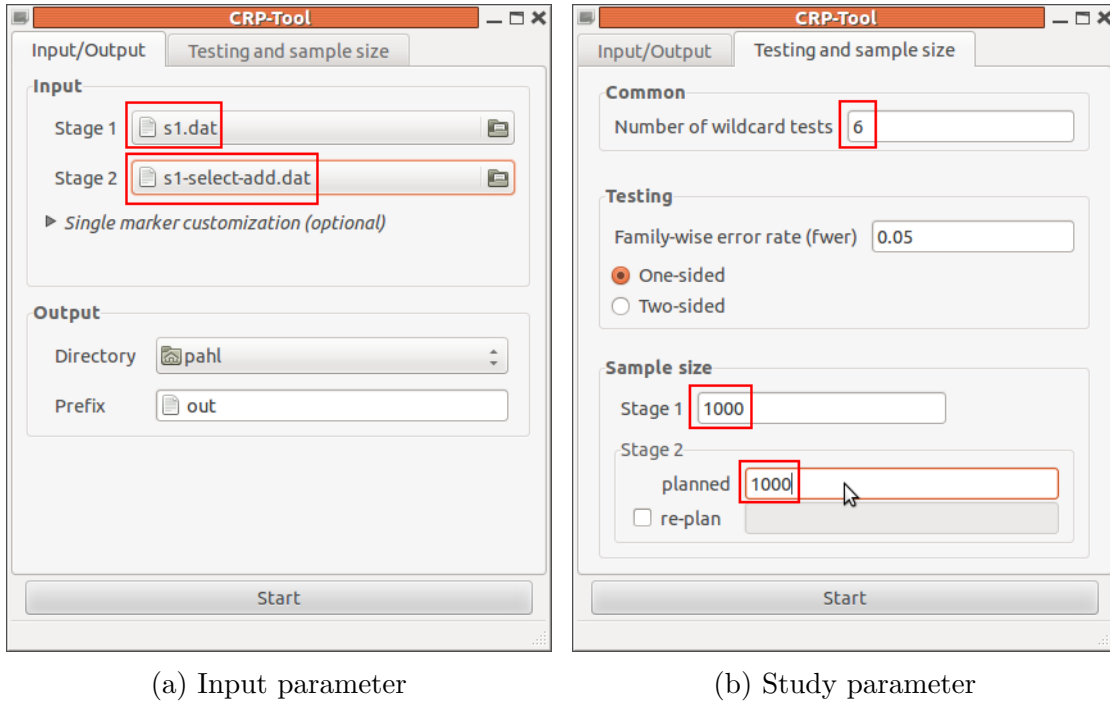 CRP-Tool
Input/Output Testing and sample size
Input
Stage 1 s1.dat
Stage 2 s1-select-add.dat
Single marker customization (optional)
Output
Directory pahl
Prefix out
Start
(a) Input parameter
CRP-Tool
Input/Output Testing and sample size
Common
Number of wildcard tests 6
Testing
Family-wise error rate (fwer) 0.05
One-sided
Two-sided
Sample size
Stage 1 1000
Stage 2
planned 1000
re-plan
Start
(b) Study parameter